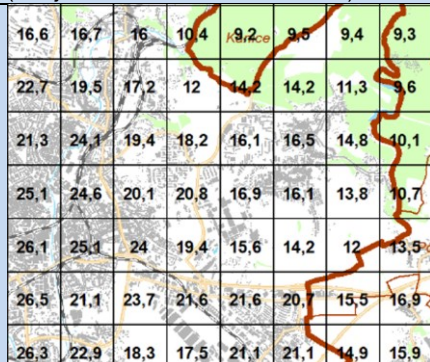 16,6 16,7 16 10,4 9,2 9,5 9,4 9,3
Kanice
22,7 19,5 17,2 12 14,2 14,2 11,3 9,6
21,3 24,1 19,4 18,2 16,1 16,5 14,8 10,1
25,1 24,6 20,1 20,8 16,9 16,1 13,8 10,7
26,1 25,1 24 19,4 15,6 14,2 12 13,5
26,5 21,1 23,7 21,6 21,6 20,7 15,5 16,9
26,3 22,9 18,3 17,5 21,1 21,1 14,9 15,9